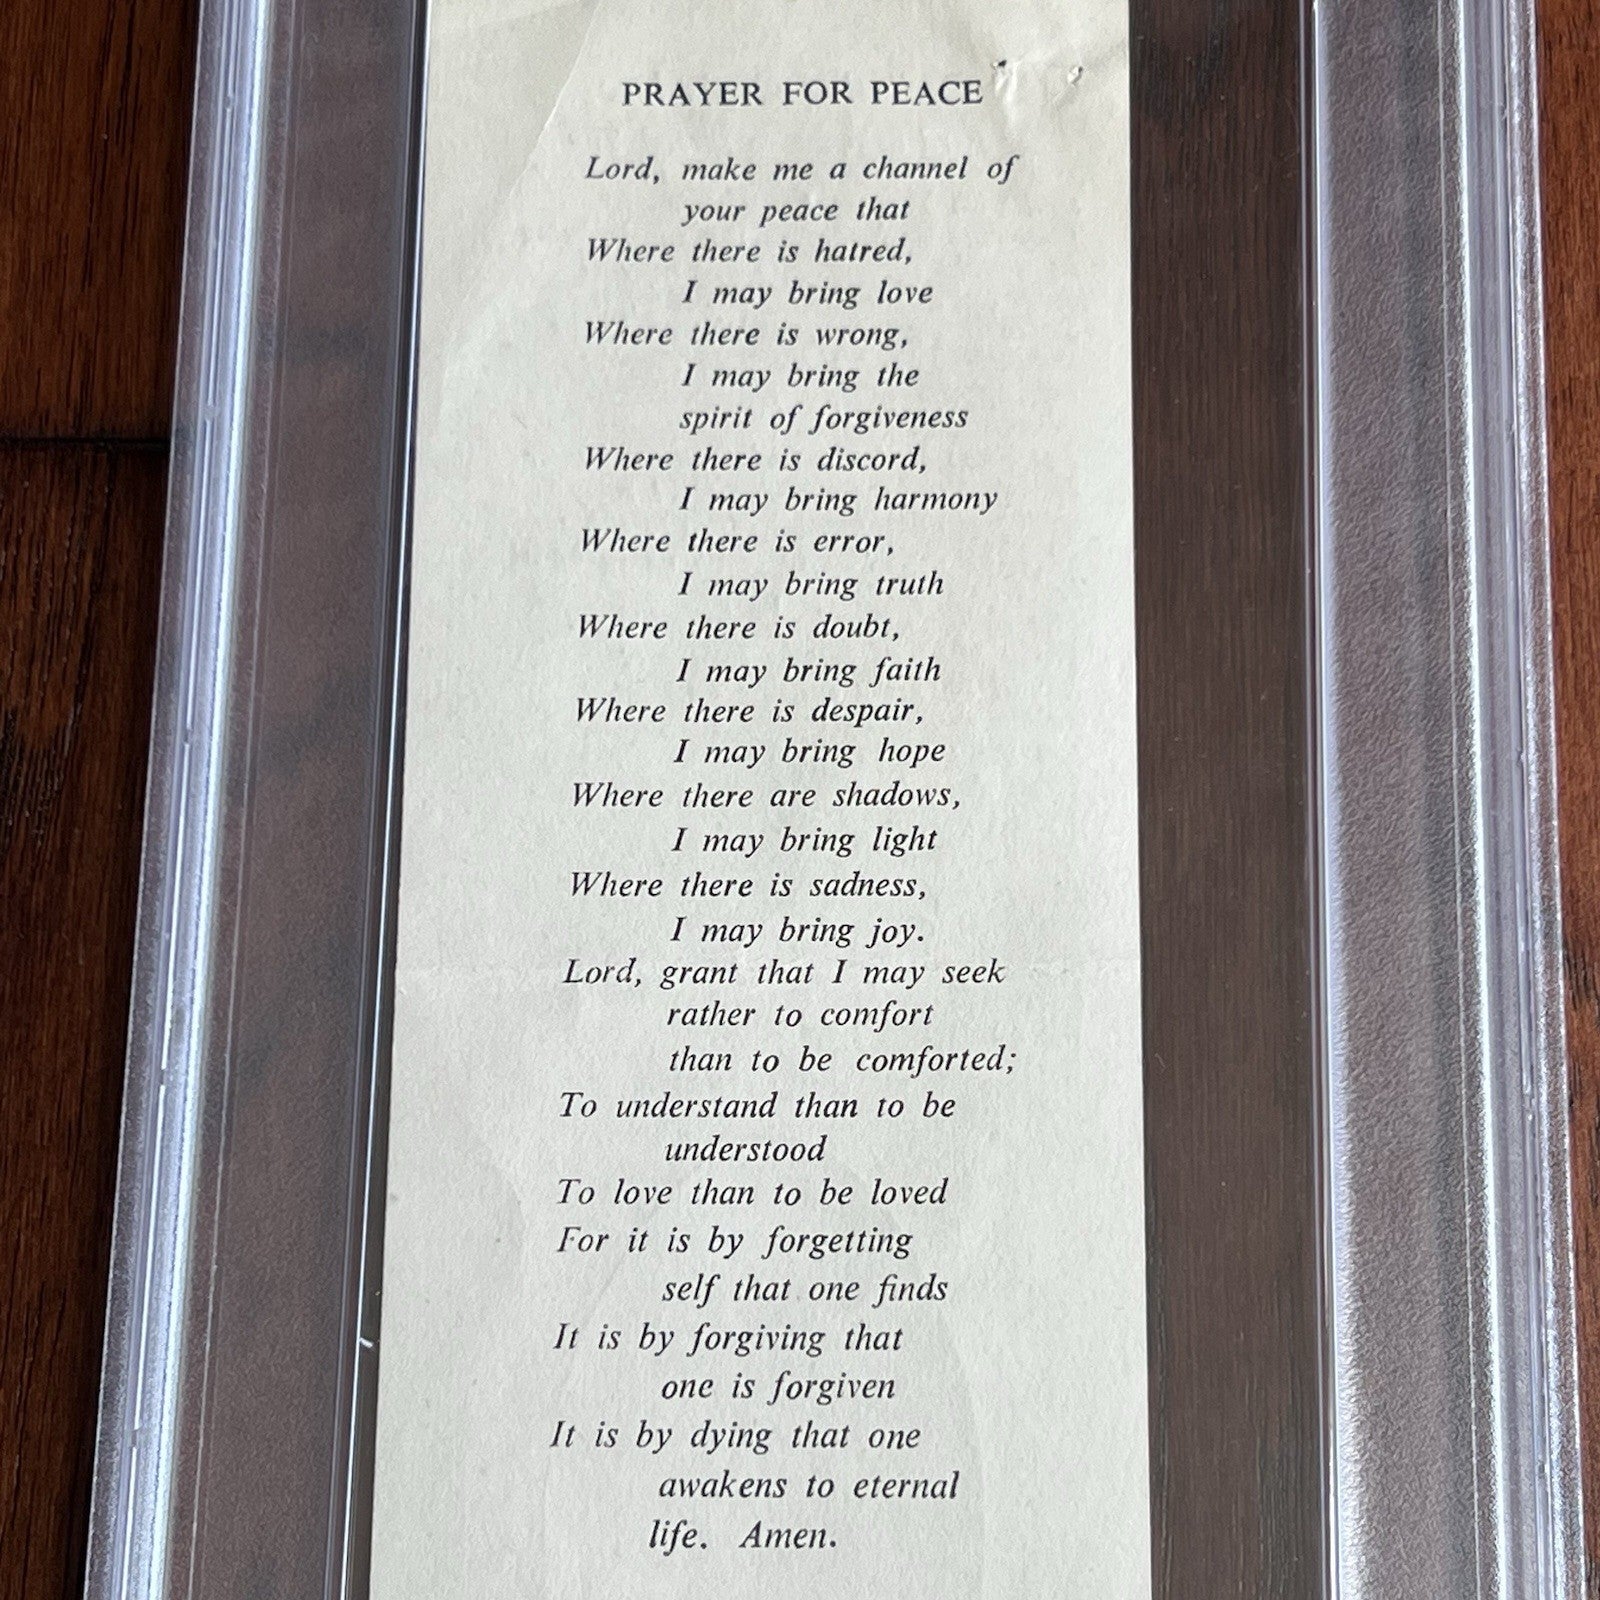 PRAYER FOR PEACE
Lord, make me a channel of
your peace that
Where there is hatred,
I may bring love
Where there is wrong,
I may bring the
spirit of forgiveness
Where there is discord,
I may bring harmony
Where there is error,
I may bring truth
Where there is doubt,
I may bring faith
Where there is despair,
I may bring hope
Where there are shadows,
I may bring light
Where there is sadness,
I may bring joy.
Lord, grant that I may seek
rather to comfort
than to be comforted;
To understand than to be
understood
To love than to be loved
For it is by forgetting
self that one finds
It is by forgiving that
one is forgiven
It is by dying that one
awakens to eternal
life. Amen.